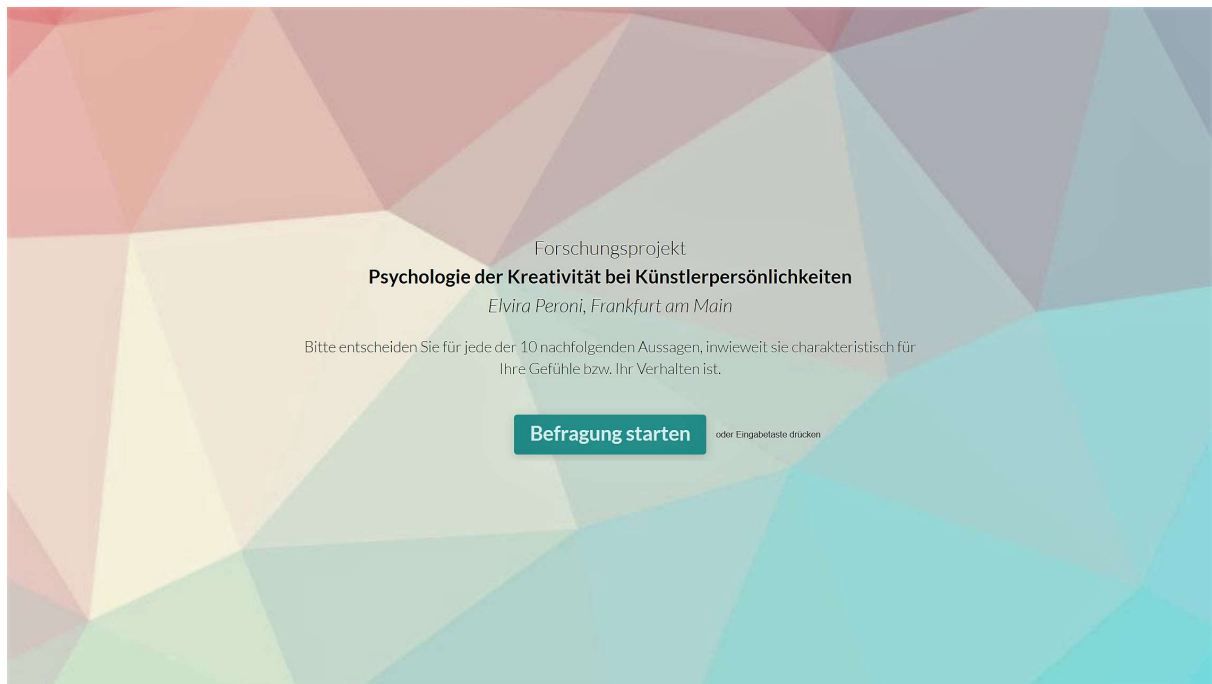 Forschungsprojekt
Psychologie der Kreativität bei Künstlerpersönlichkeiten
Elvira Peroni, Frankfurt am Main
Bitte entscheiden Sie für jede der 10 nachfolgenden Aussagen, inwieweit sie charakteristisch für
Ihre Gefühle bzw. Ihr Verhalten ist.
Befragung starten oder Eingabetaste drücken